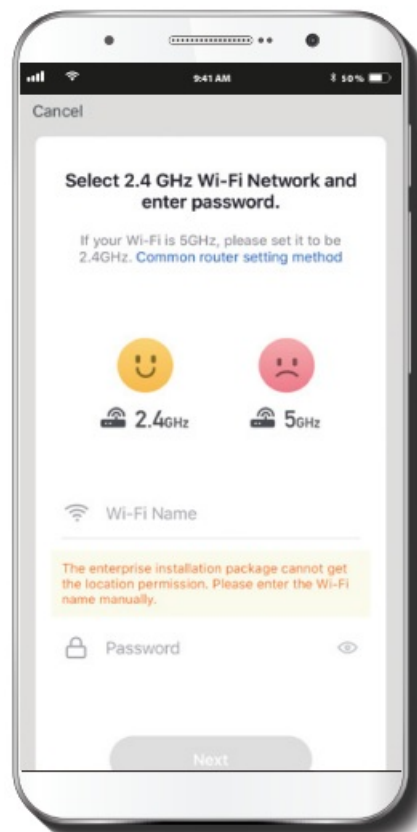 9:41 AM
50%
Cancel
Select 2.4 GHz Wi-Fi Network and
enter password.
If your Wi-Fi is 5GHz, please set it to be
2.4GHz. Common router setting method
2.4GHz
5GHz
Wi-Fi Name
The enterprise installation package cannot get
the location permission. Please enter the Wi-Fi
name manually.
Password
Next